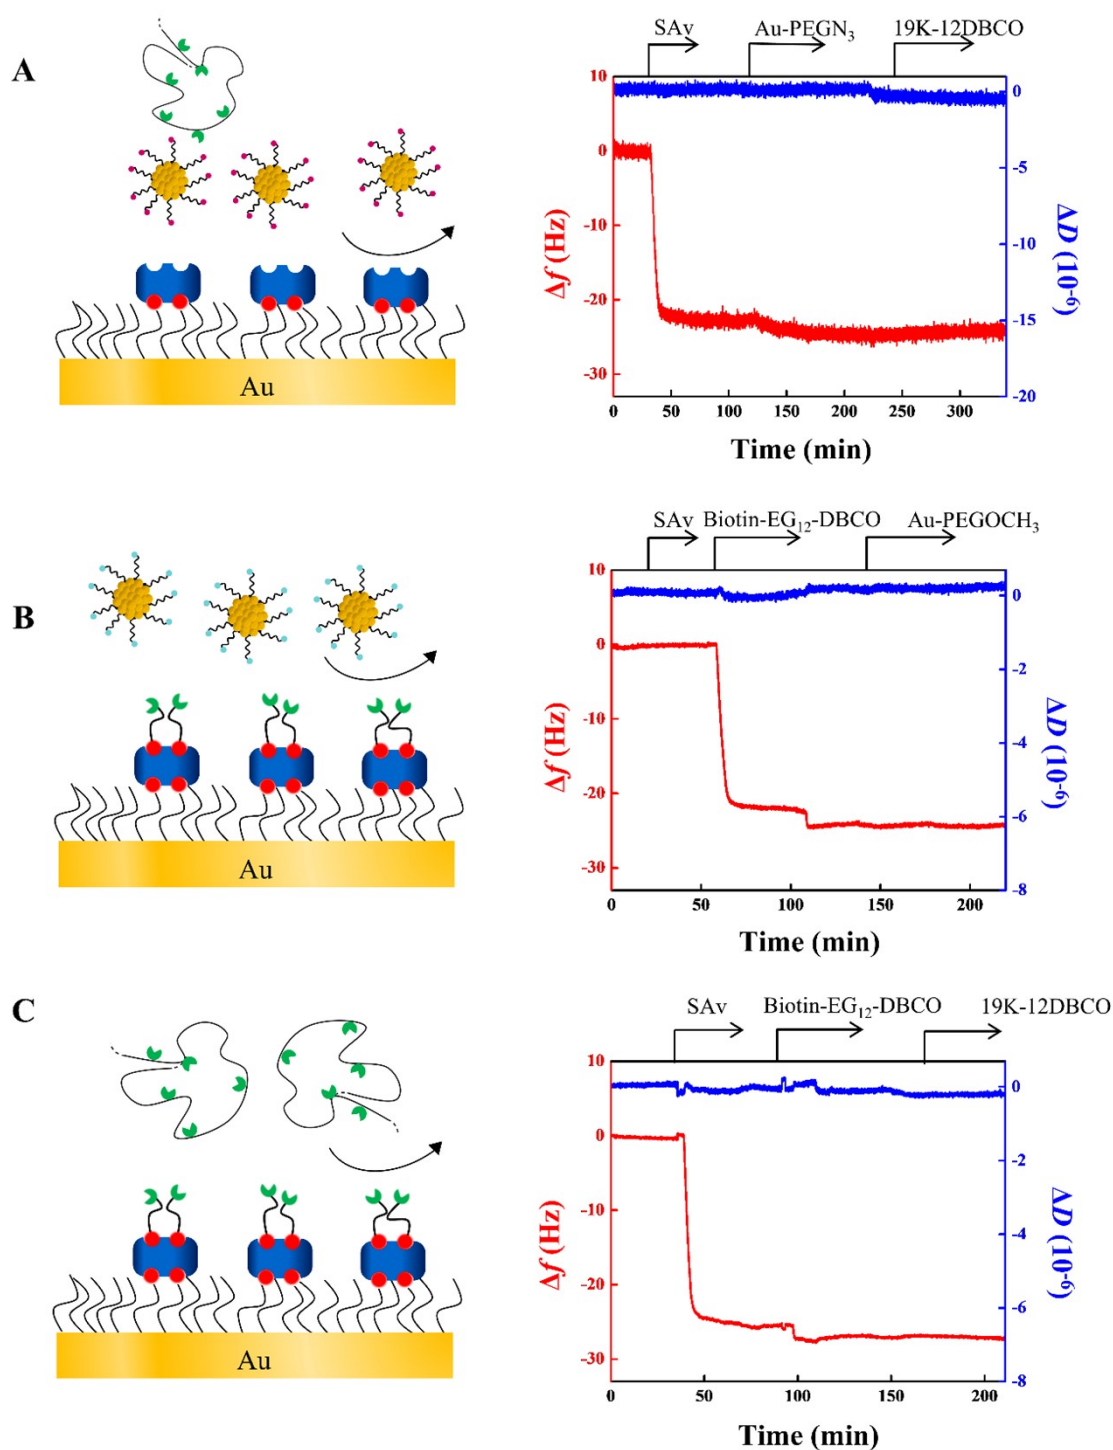 A
SAv Au-PEGN₃ 19K-12DBCO
10
0
-10
-20
-30
Δf (Hz)
0
-5
-10
-15
-20
ΔD (10⁻⁶)
0 50 100 150 200 250 300
Time (min)
Au
B
SAv Biotin-EG₁₂-DBCO Au-PEGOCH₃
10
0
-10
-20
-30
Δf (Hz)
0
-2
-4
-6
-8
ΔD (10⁻⁶)
0 50 100 150 200
Time (min)
Au
C
SAv Biotin-EG₁₂-DBCO 19K-12DBCO
10
0
-10
-20
-30
Δf (Hz)
0
-2
-4
-6
-8
ΔD (10⁻⁶)
0 50 100 150 200
Time (min)
Au